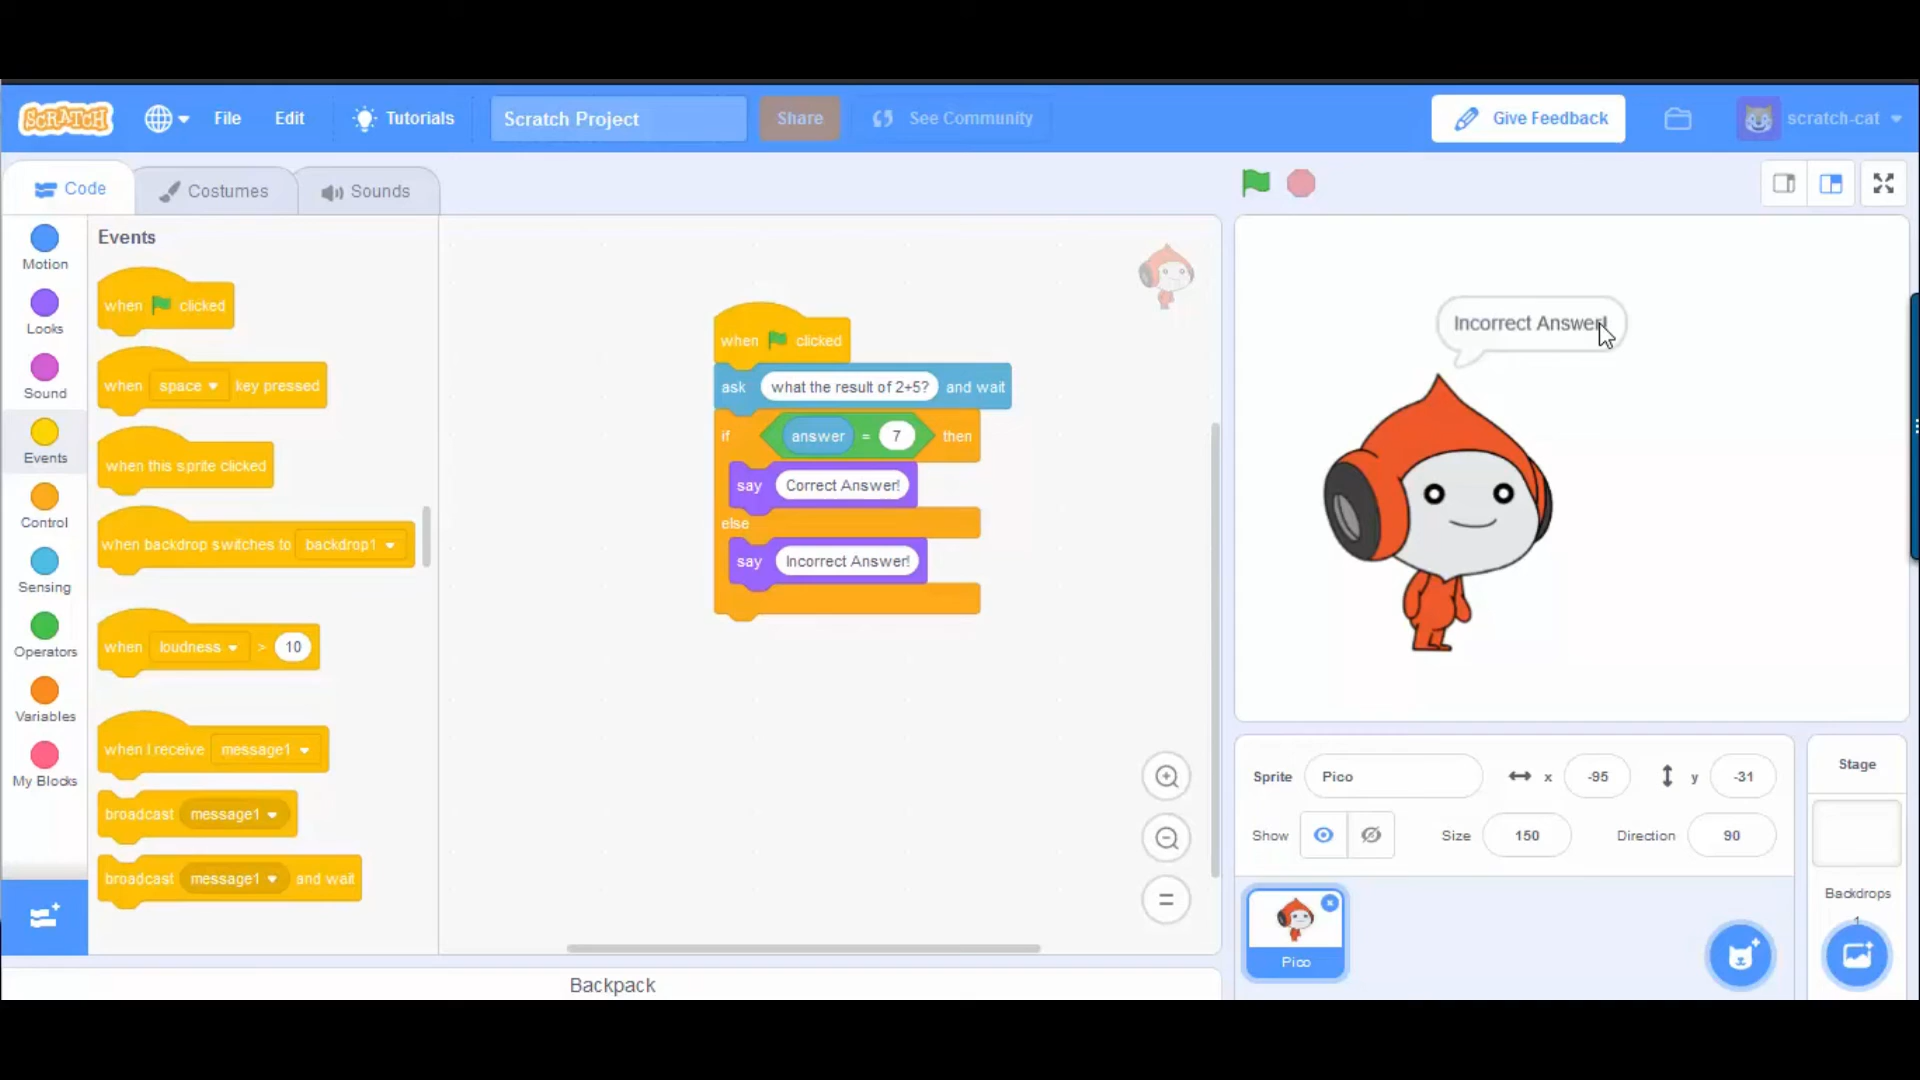 SCRATCH
File
Edit
Tutorials
Scratch Project
Share
See Community
Give Feedback
scratch-cat
Code
Costumes
Sounds
Motion
Looks
Sound
Events
Control
Sensing
Operators
Variables
My Blocks
Events
when clicked
when space key pressed
when this sprite clicked
when backdrop switches to backdrop1
when loudness > 10
when I receive message1
broadcast message1
broadcast message1 and wait
when clicked
ask what the result of 2+5? and wait
if answer = 7 then
say Correct Answer!
else
say Incorrect Answer!
Backpack
Incorrect Answer!
Sprite Pico x -95 y -31
Show Size 150 Direction 90
Pico
Stage
Backdrops
1